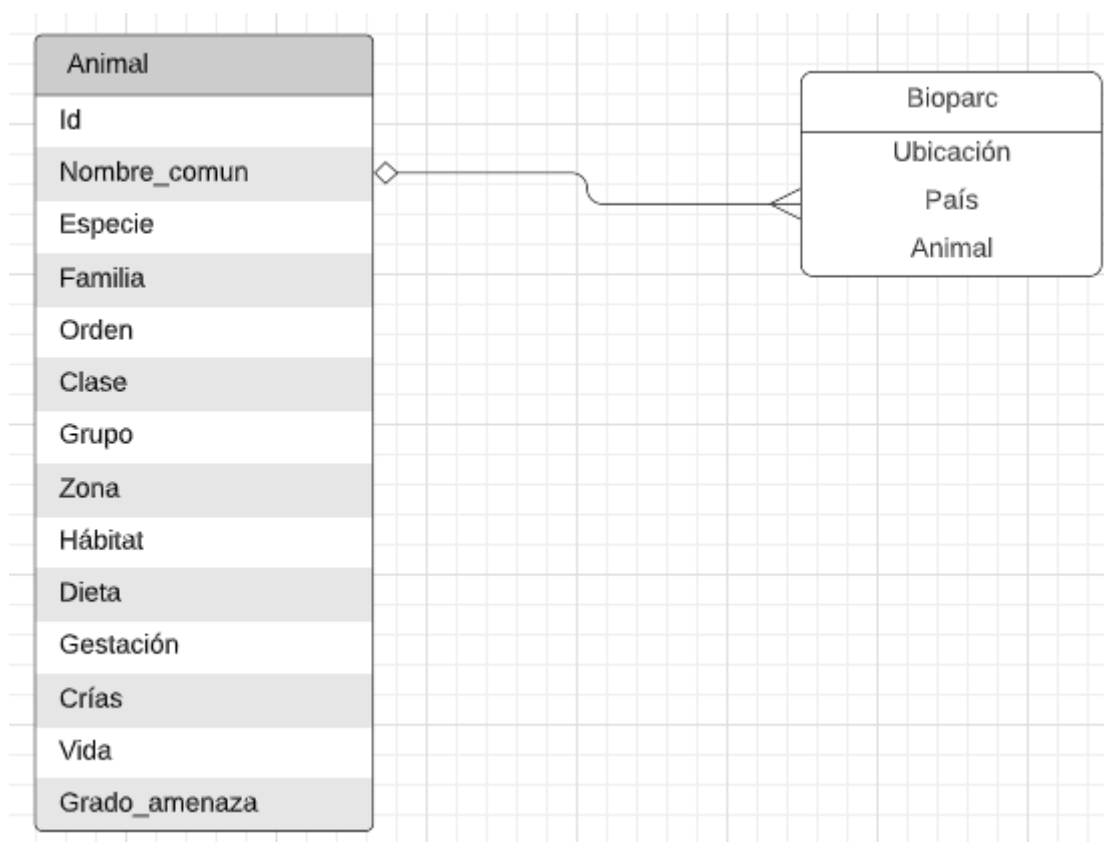 Animal
Id
Nombre_comun
Especie
Familia
Orden
Clase
Grupo
Zona
Hábitat
Dieta
Gestación
Crías
Vida
Grado_amenaza
Bioparc
Ubicación
País
Animal